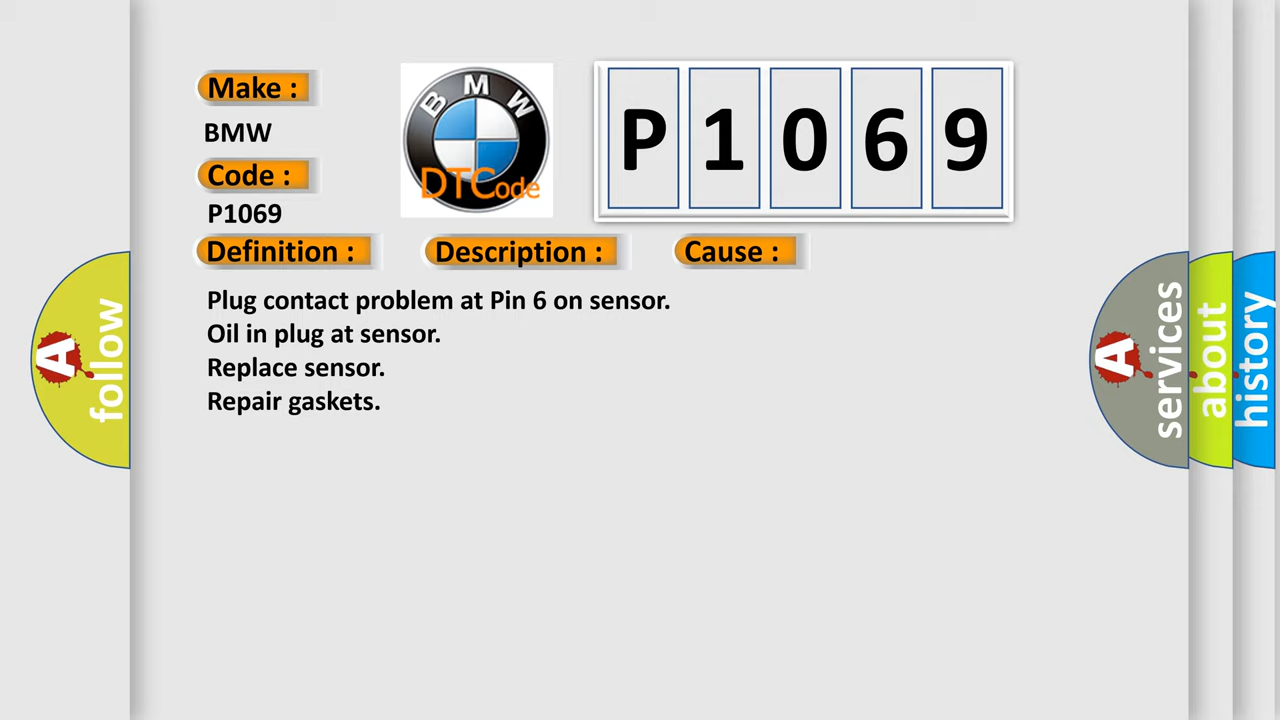 Make :
BMW
Code :
P1069
B M W
DTCode
P 1 0 6 9
Definition :
Description :
Cause :
Plug contact problem at Pin 6 on sensor.
Oil in plug at sensor.
Replace sensor.
Repair gaskets.
A
follow
A
services
about
history